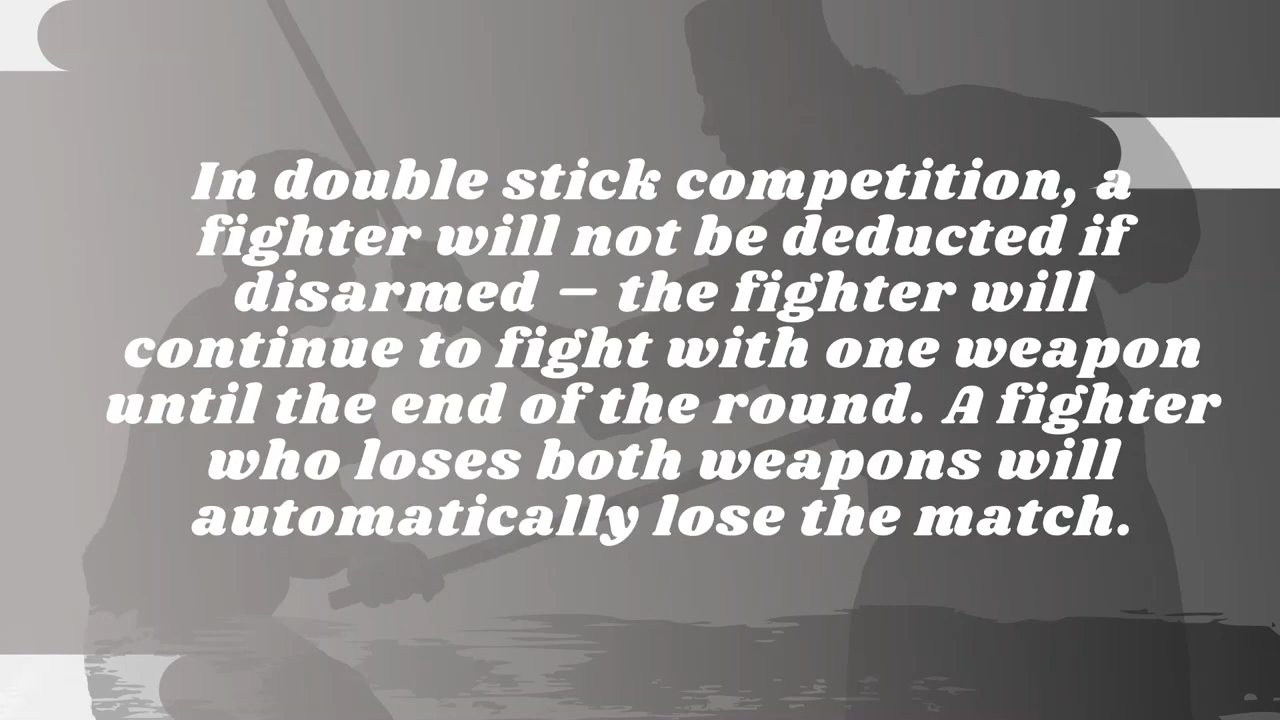 In double stick competition, a
fighter will not be deducted if
disarmed – the fighter will
continue to fight with one weapon
until the end of the round. A fighter
who loses both weapons will
automatically lose the match.